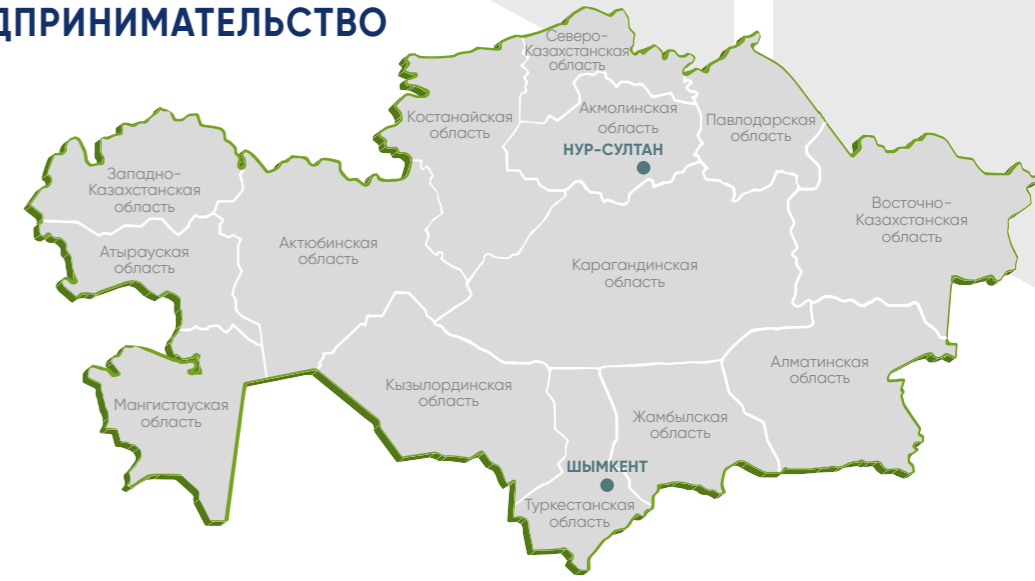 ДПРИНИМАТЕЛЬСТВО
Северо-
Казахстанская
область
Костанайская
область
Акмолинская
область
НУР-СУЛТАН
Павлодарская
область
Западно-
Казахстанская
область
Восточно-
Казахстанская
область
Атырауская
область
Актюбинская
область
Карагандинская
область
Алматинская
область
Кызылординская
область
Мангистауская
область
Жамбылская
область
ШЫМКЕНТ
Туркестанская
область